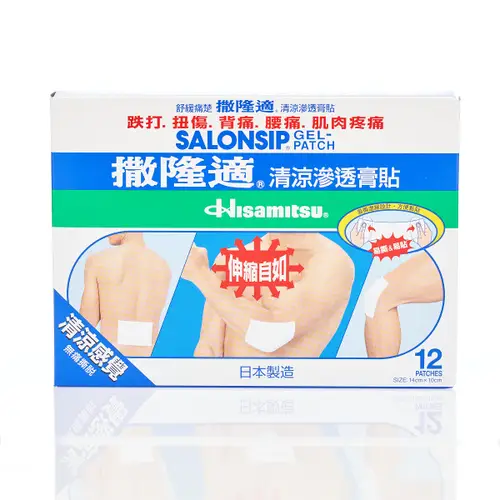 舒緩痛楚 撒隆適® 清涼滲透膏貼
跌打. 扭傷. 背痛. 腰痛. 肌肉疼痛
SALONSIP® GEL-PATCH
撒隆適® 清涼滲透膏貼
Hisamitsu®
伸縮自如
清涼感覺
無痛撕脫
日本製造
12
PATCHES
SIZE: 14cm × 10cm